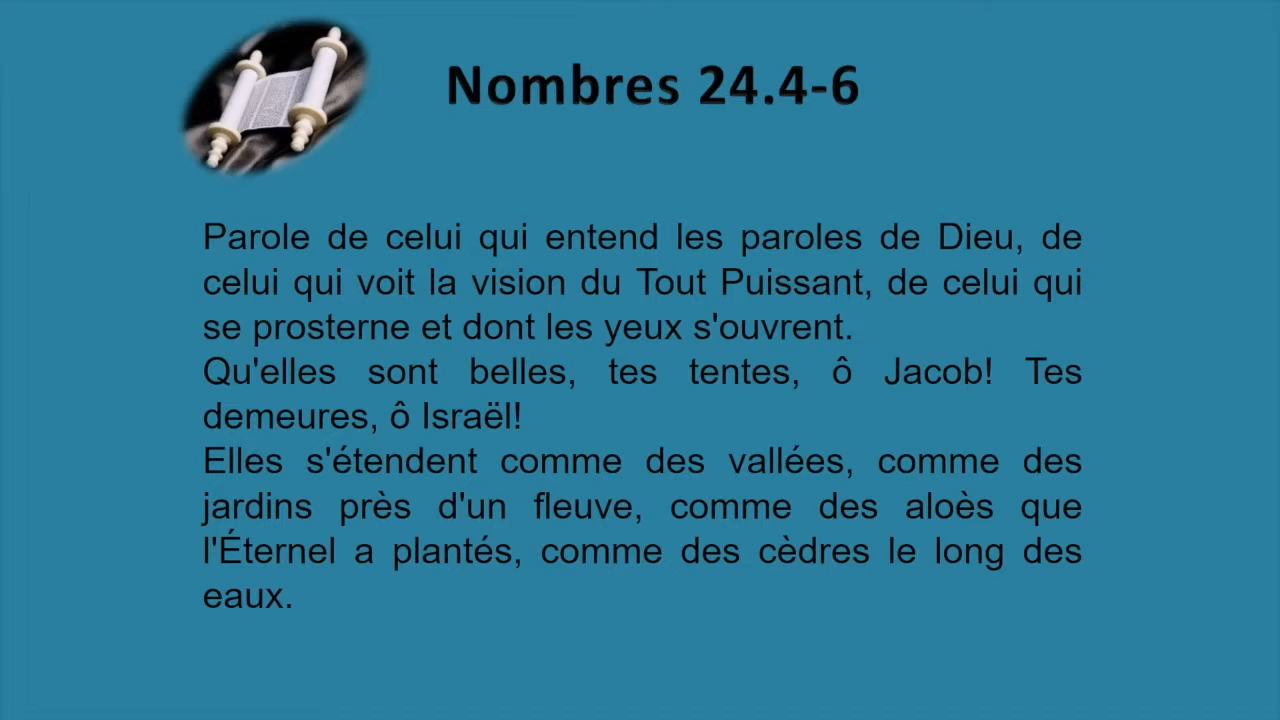 Nombres 24.4-6
Parole de celui qui entend les paroles de Dieu, de
celui qui voit la vision du Tout Puissant, de celui qui
se prosterne et dont les yeux s'ouvrent.
Qu'elles sont belles, tes tentes, ô Jacob! Tes
demeures, ô Israël!
Elles s'étendent comme des vallées, comme des
jardins près d'un fleuve, comme des aloès que
l'Éternel a plantés, comme des cèdres le long des
eaux.